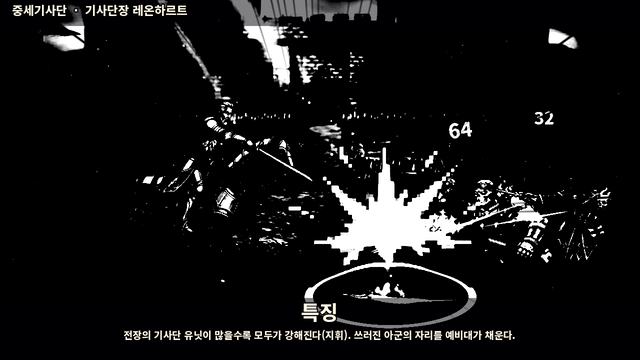 중세기사단 · 기사단장 레온하르트
64
32
특징
전장의 기사단 유닛이 많을수록 모두가 강해진다(지휘). 쓰러진 아군의 자리를 예비대가 채운다.